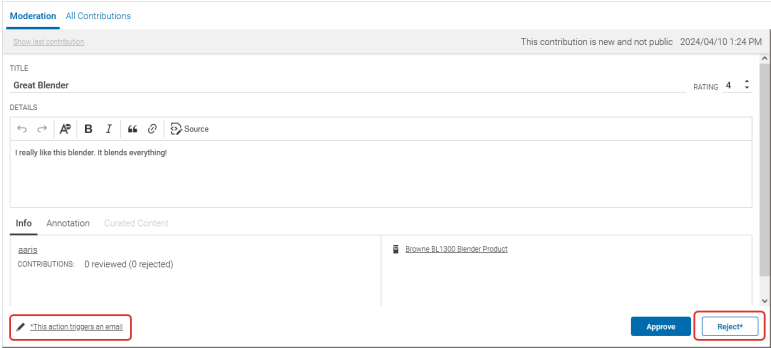 Moderation All Contributions
Show last contribution This contribution is new and not public 2024/04/10 1:24 PM
TITLE
Great Blender RATING 4
DETAILS
B I Source
I really like this blender. It blends everything!
Info Annotation Curated Content
aaris Browne BL1300 Blender Product
CONTRIBUTIONS: 0 reviewed (0 rejected)
*This action triggers an email Approve Reject*